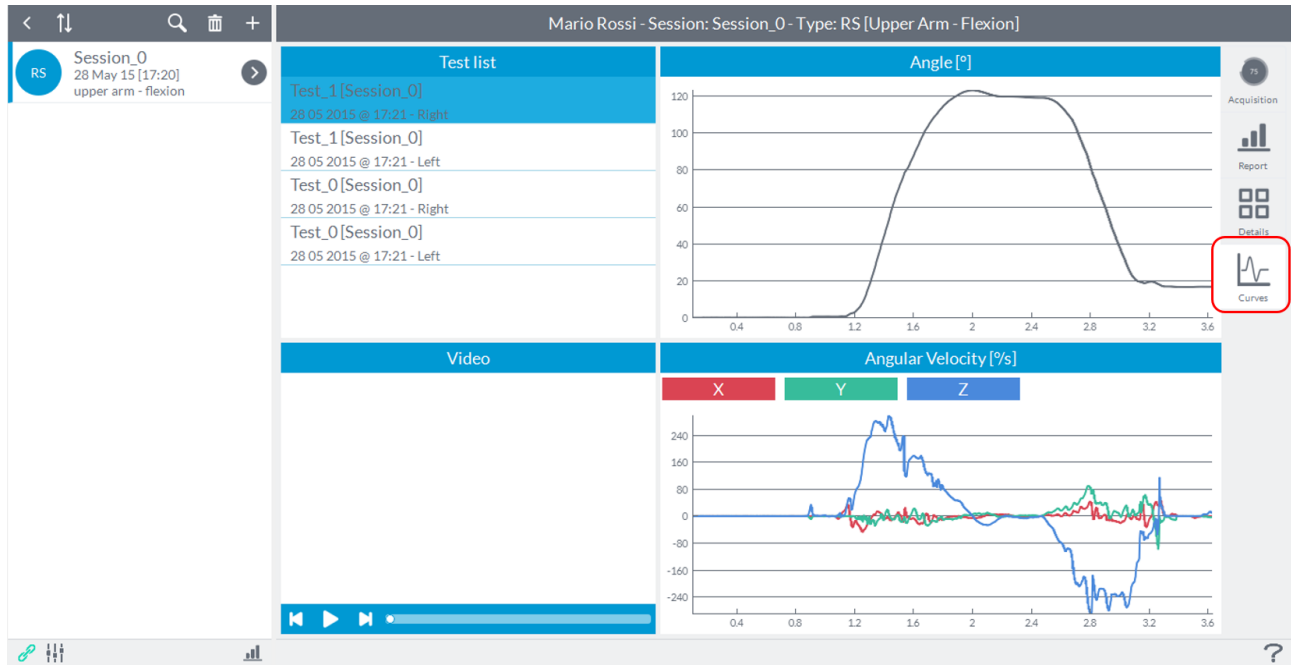 Mario Rossi - Session: Session_0 - Type: RS [Upper Arm - Flexion]
RS
Session_0
28 May 15 [17:20]
upper arm - flexion
Test list
Test_1 [Session_0]
28 05 2015 @ 17:21 - Right
Test_1 [Session_0]
28 05 2015 @ 17:21 - Left
Test_0 [Session_0]
28 05 2015 @ 17:21 - Right
Test_0 [Session_0]
28 05 2015 @ 17:21 - Left
Angle [°]
120
100
80
60
40
20
0
0.4 0.8 1.2 1.6 2 2.4 2.8 3.2 3.6
Video
Angular Velocity [°/s]
X Y Z
240
160
80
0
-80
-160
-240
0.4 0.8 1.2 1.6 2 2.4 2.8 3.2 3.6
75
Acquisition
Report
Details
Curves
?